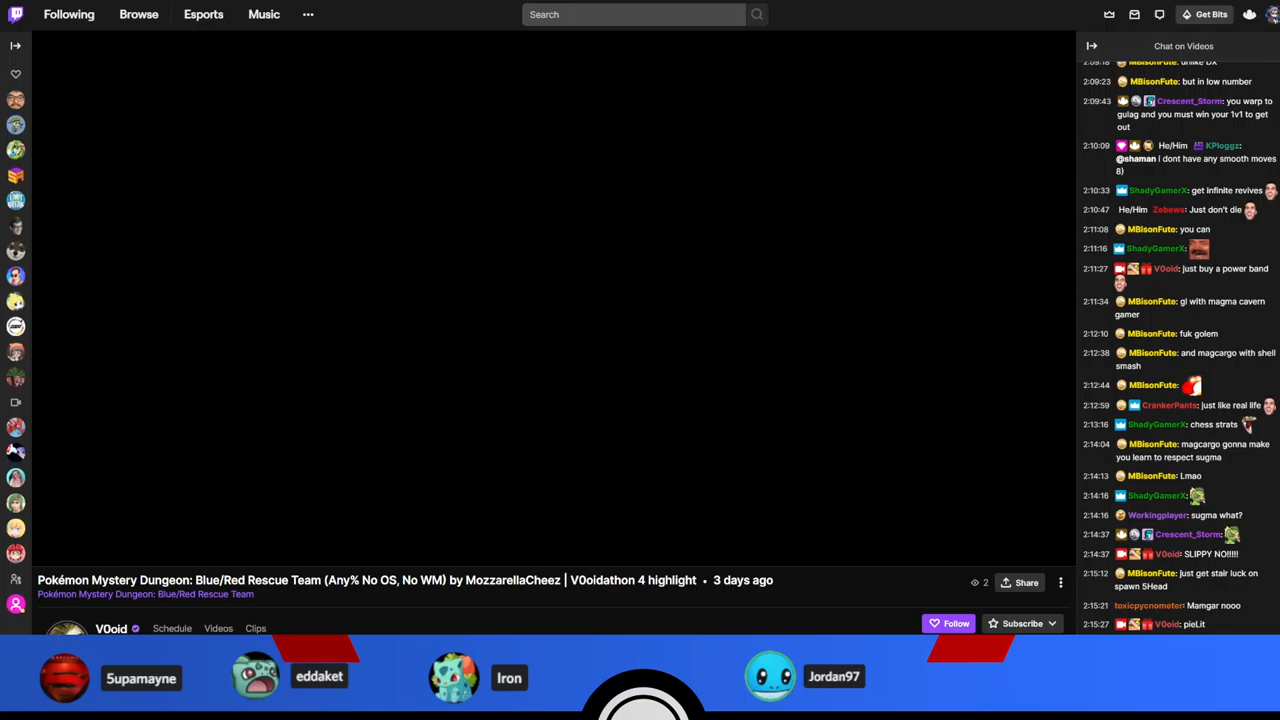 Following Browse Esports Music
Search
Get Bits
Chat on Videos
2:09:18 MBisonFute: unlike DX
2:09:23 MBisonFute: but in low number
2:09:43 Crescent_Storm: you warp to
gulag and you must win your 1v1 to get
out
2:10:09 He/Him KPloggz:
@shaman i dont have any smooth moves
8)
2:10:33 ShadyGamerX: get infinite revives
2:10:47 He/Him Zebews: Just don't die
2:11:08 MBisonFute: you can
2:11:16 ShadyGamerX:
2:11:27 V0oid: just buy a power band
2:11:34 MBisonFute: gl with magma cavern
gamer
2:12:10 MBisonFute: fuk golem
2:12:38 MBisonFute: and magcargo with shell
smash
2:12:44 MBisonFute:
2:12:59 CrankerPants: just like real life
2:13:16 ShadyGamerX: chess strats
2:14:04 MBisonFute: magcargo gonna make
you learn to respect sugma
2:14:13 MBisonFute: Lmao
2:14:16 ShadyGamerX:
2:14:16 Workingplayer: sugma what?
2:14:37 Crescent_Storm:
2:14:37 V0oid: SLIPPY NO!!!!!
2:15:12 MBisonFute: just get stair luck on
spawn 5Head
2:15:21 toxicpycnometer: Mamgar nooo
2:15:27 V0oid: pieLit
Pokémon Mystery Dungeon: Blue/Red Rescue Team (Any% No OS, No WM) by MozzarellaCheez | V0oidathon 4 highlight • 3 days ago
2 Share
Pokémon Mystery Dungeon: Blue/Red Rescue Team
V0oid Schedule Videos Clips
Follow Subscribe
5upamayne eddaket Iron Jordan97